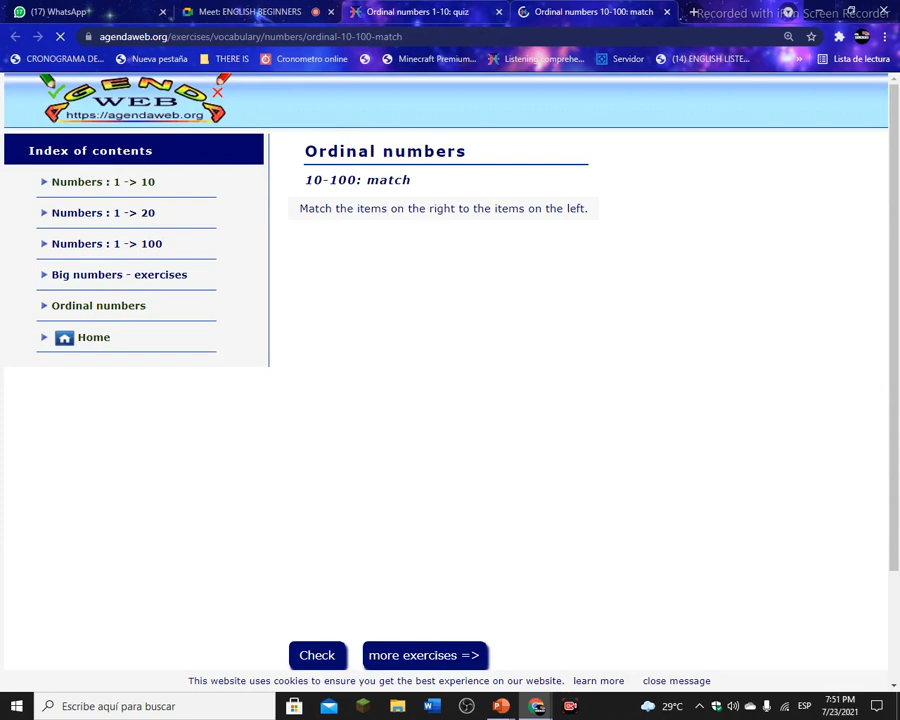 (17) WhatsApp
Meet: ENGLISH BEGINNERS
Ordinal numbers 1-10: quiz
Ordinal numbers 10-100: match
Recorded with iFun Screen Recorder
agendaweb.org/exercises/vocabulary/numbers/ordinal-10-100-match
CRONOGRAMA DE...
Nueva pestaña
THERE IS
Cronometro online
Minecraft Premium...
Listening comprehe...
Servidor
(14) ENGLISH LISTE...
»
Lista de lectura
AGENDA
WEB
https://agendaweb.org
Index of contents
Numbers : 1 -> 10
Numbers : 1 -> 20
Numbers : 1 -> 100
Big numbers - exercises
Ordinal numbers
Home
Ordinal numbers
10-100: match
Match the items on the right to the items on the left.
Check
more exercises =>
This website uses cookies to ensure you get the best experience on our website. learn more close message
Escribe aquí para buscar
29°C
ESP
7:51 PM
7/23/2021